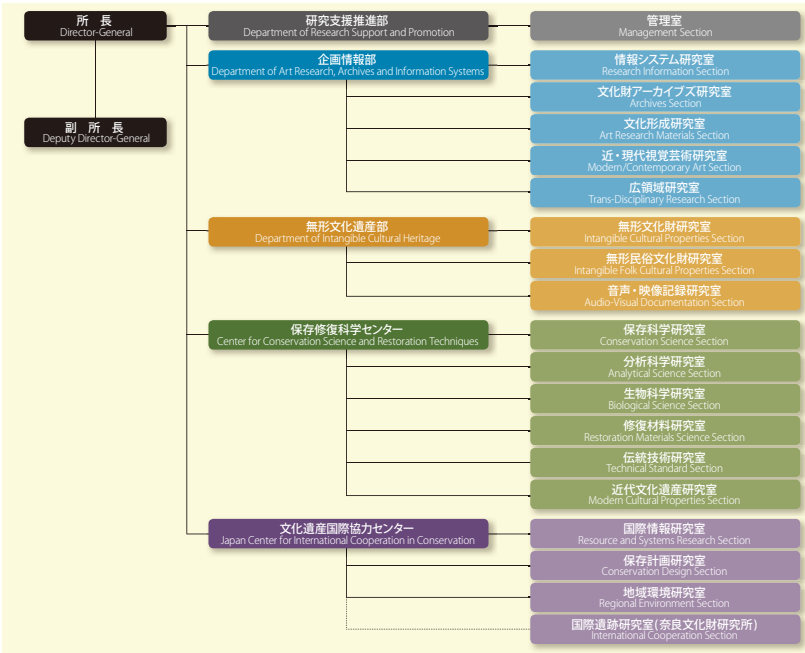 所 長
Director-General
副 所 長
Deputy Director-General
研究支援推進部
Department of Research Support and Promotion
管理室
Management Section
企画情報部
Department of Art Research, Archives and Information Systems
情報システム研究室
Research Information Section
文化財アーカイブズ研究室
Archives Section
文化形成研究室
Art Research Materials Section
近・現代視覚芸術研究室
Modern/Contemporary Art Section
広領域研究室
Trans-Disciplinary Research Section
無形文化遺産部
Department of Intangible Cultural Heritage
無形文化財研究室
Intangible Cultural Properties Section
無形民俗文化財研究室
Intangible Folk Cultural Properties Section
音声・映像記録研究室
Audio-Visual Documentation Section
保存修復科学センター
Center for Conservation Science and Restoration Techniques
保存科学研究室
Conservation Science Section
分析科学研究室
Analytical Science Section
生物科学研究室
Biological Science Section
修復材料研究室
Restoration Materials Science Section
伝統技術研究室
Technical Standard Section
近代文化遺産研究室
Modern Cultural Properties Section
文化遺産国際協力センター
Japan Center for International Cooperation in Conservation
国際情報研究室
Resource and Systems Research Section
保存計画研究室
Conservation Design Section
地域環境研究室
Regional Environment Section
国際遺跡研究室(奈良文化財研究所)
International Cooperation Section